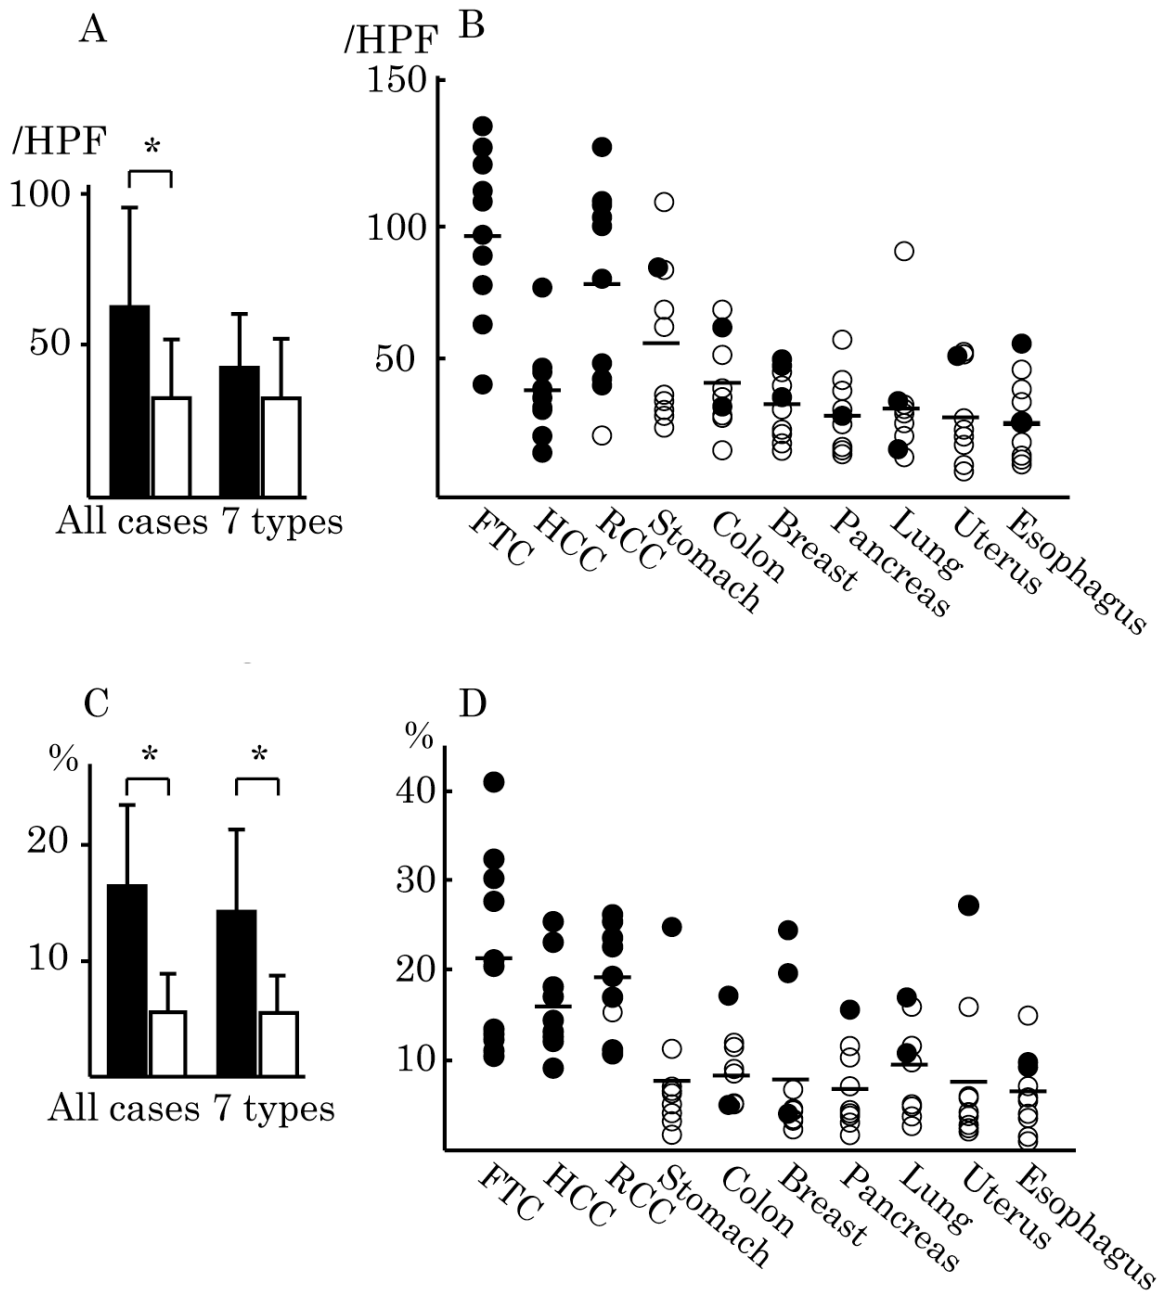 A
/HPF
*
100
50
All cases 7 types
B
/HPF
150
100
50
FTC
HCC
RCC
Stomach
Colon
Breast
Pancreas
Lung
Uterus
Esophagus
C
%
* *
20
10
All cases 7 types
D
%
40
30
20
10
FTC
HCC
RCC
Stomach
Colon
Breast
Pancreas
Lung
Uterus
Esophagus